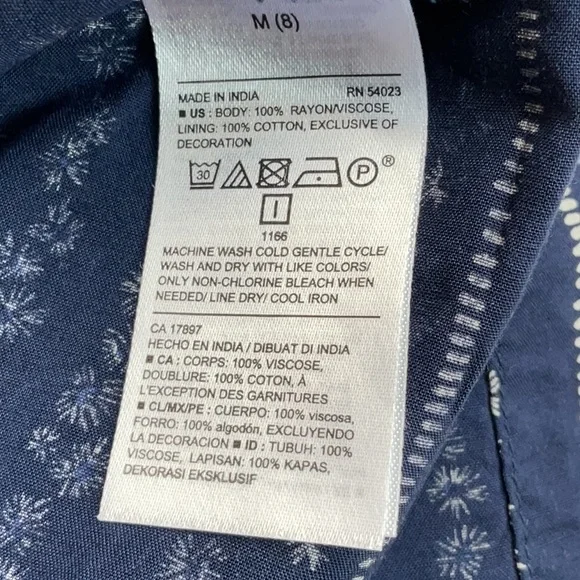 M (8)
MADE IN INDIA RN 54023
■ US : BODY: 100% RAYON/VISCOSE,
LINING: 100% COTTON, EXCLUSIVE OF
DECORATION
30 P ®
I
1166
MACHINE WASH COLD GENTLE CYCLE/
WASH AND DRY WITH LIKE COLORS/
ONLY NON-CHLORINE BLEACH WHEN
NEEDED/ LINE DRY/ COOL IRON
CA 17897
HECHO EN INDIA / DIBUAT DI INDIA
■ CA : CORPS: 100% VISCOSE,
DOUBLURE: 100% COTON, À
L'EXCEPTION DES GARNITURES
■ CL/MX/PE : CUERPO: 100% viscosa,
FORRO: 100% algodón, EXCLUYENDO
LA DECORACION ■ ID : TUBUH: 100%
VISCOSE, LAPISAN: 100% KAPAS,
DEKORASI EKSKLUSIF